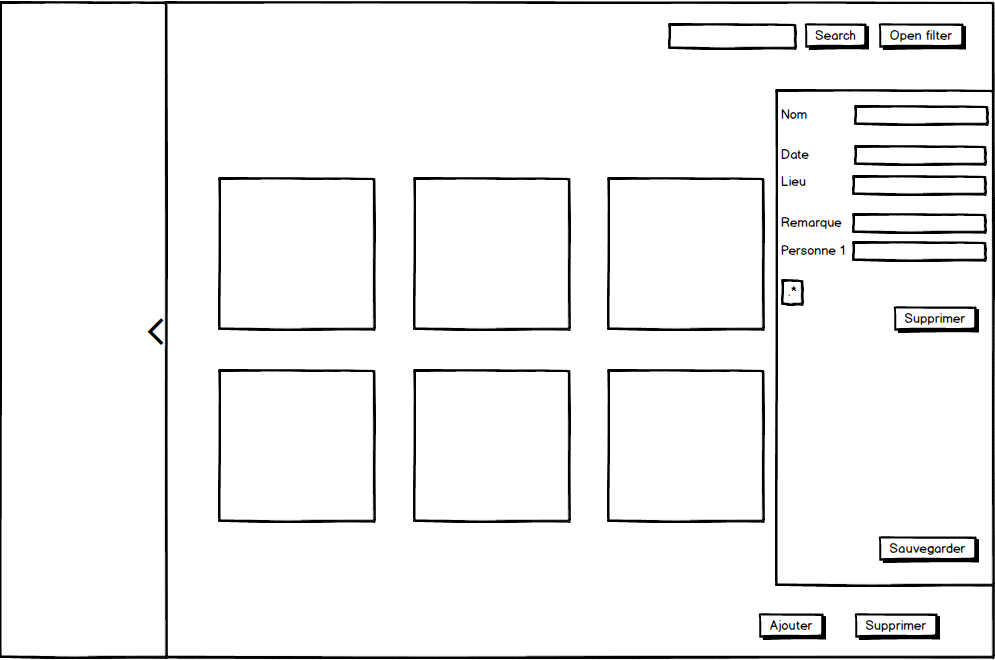 Search
Open filter
Nom
Date
Lieu
Remarque
Personne 1
.*
Supprimer
Sauvegarder
Ajouter
Supprimer